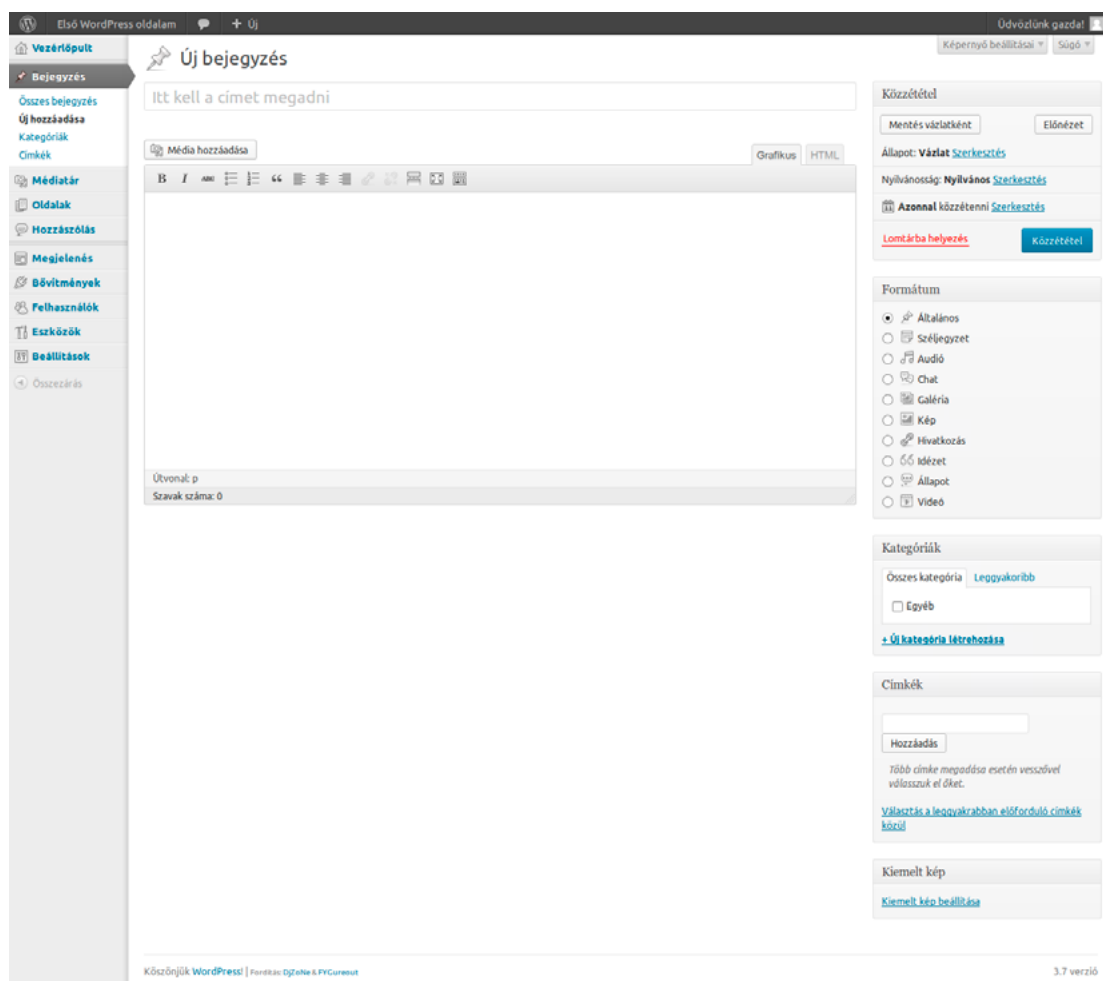 Első WordPress oldalam + Új Üdvözlünk gazda!
Képernyő beállításai Súgó
Vezérlőpult
Bejegyzés
Összes bejegyzés
Új hozzáadása
Kategóriák
Címkék
Médiatár
Oldalak
Hozzászólás
Megjelenés
Bővítmények
Felhasználók
Eszközök
Beállítások
Összezárás
Új bejegyzés
Itt kell a címet megadni
Média hozzáadása
Grafikus HTML
B I ABC
Útvonal: p
Szavak száma: 0
Közzététel
Mentés vázlatként Előnézet
Állapot: Vázlat Szerkesztés
Nyilvánosság: Nyilvános Szerkesztés
Azonnal közzétenni Szerkesztés
Lomtárba helyezés Közzététel
Formátum
Általános
Széljegyzet
Audió
Chat
Galéria
Kép
Hivatkozás
Idézet
Állapot
Videó
Kategóriák
Összes kategória Leggyakoribb
Egyéb
+ Új kategória létrehozása
Címkék
Hozzáadás
Több címke megadása esetén vesszővel
válasszuk el őket.
Választás a leggyakrabban előforduló címkék
közül
Kiemelt kép
Kiemelt kép beállítása
Köszönjük WordPress! | Fordítás: DjZoNe & FYGureout
3.7 verzió